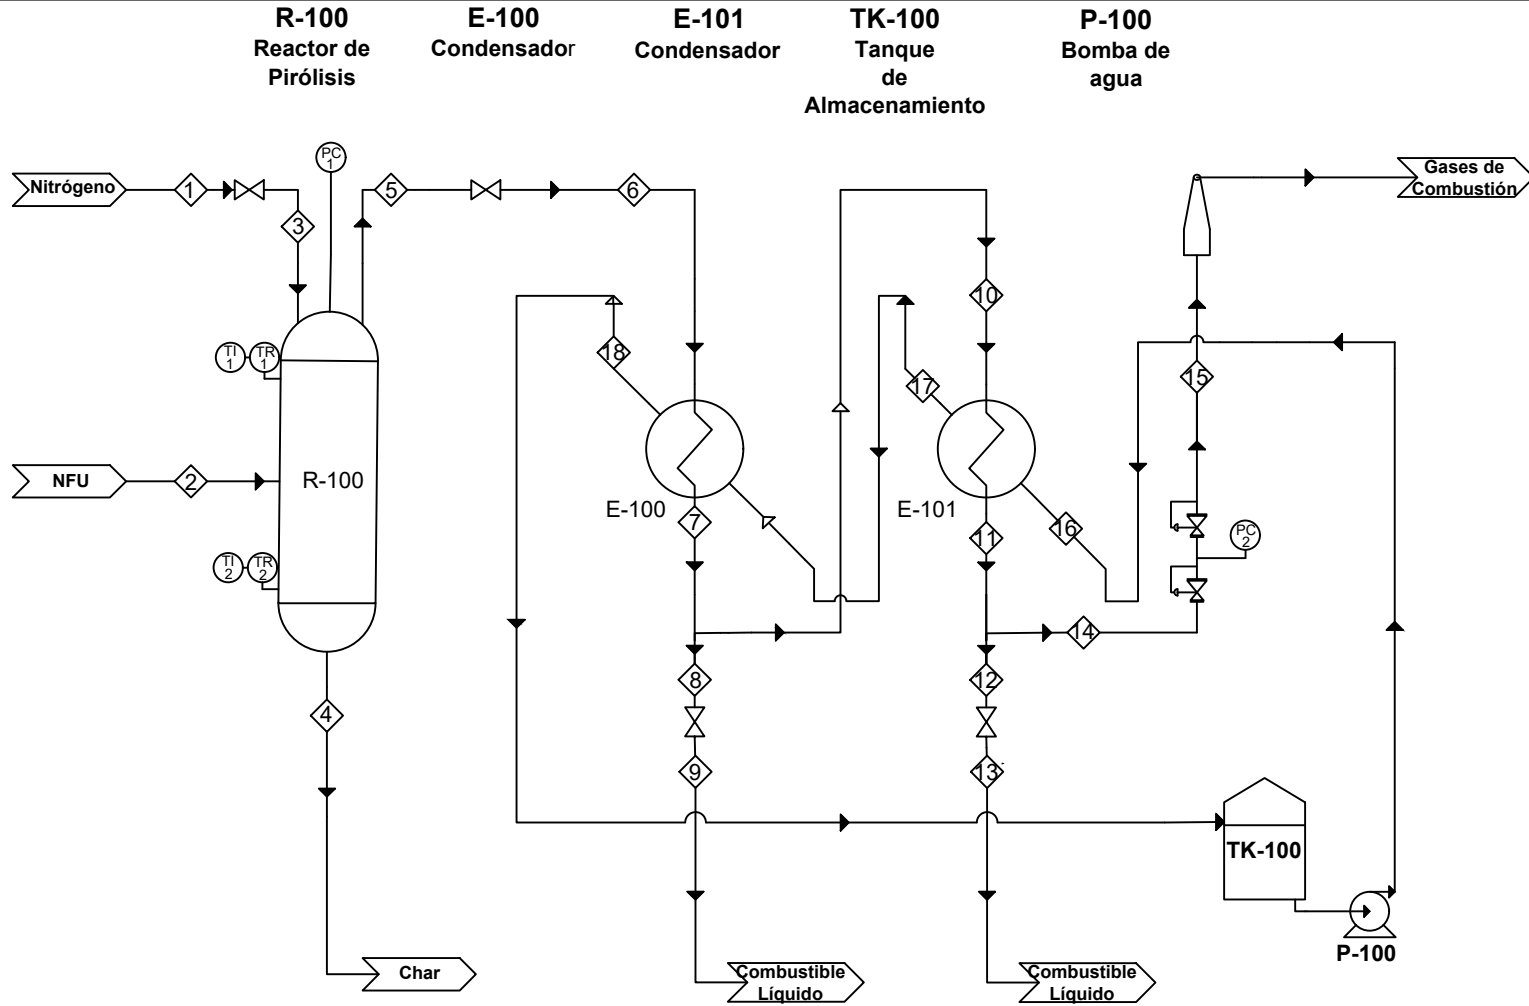 R-100
Reactor de
Pirólisis
E-100
Condensador
E-101
Condensador
TK-100
Tanque
de
Almacenamiento
P-100
Bomba de
agua
Nitrógeno
1
3
PC
1
5
6
10
Gases de
Combustión
18
17
15
TI
1
TR
1
NFU
2
R-100
E-100
7
E-101
11
16
PC
2
TI
2
TR
2
14
8
12
4
9
13
TK-100
P-100
Char
Combustible
Líquido
Combustible
Líquido